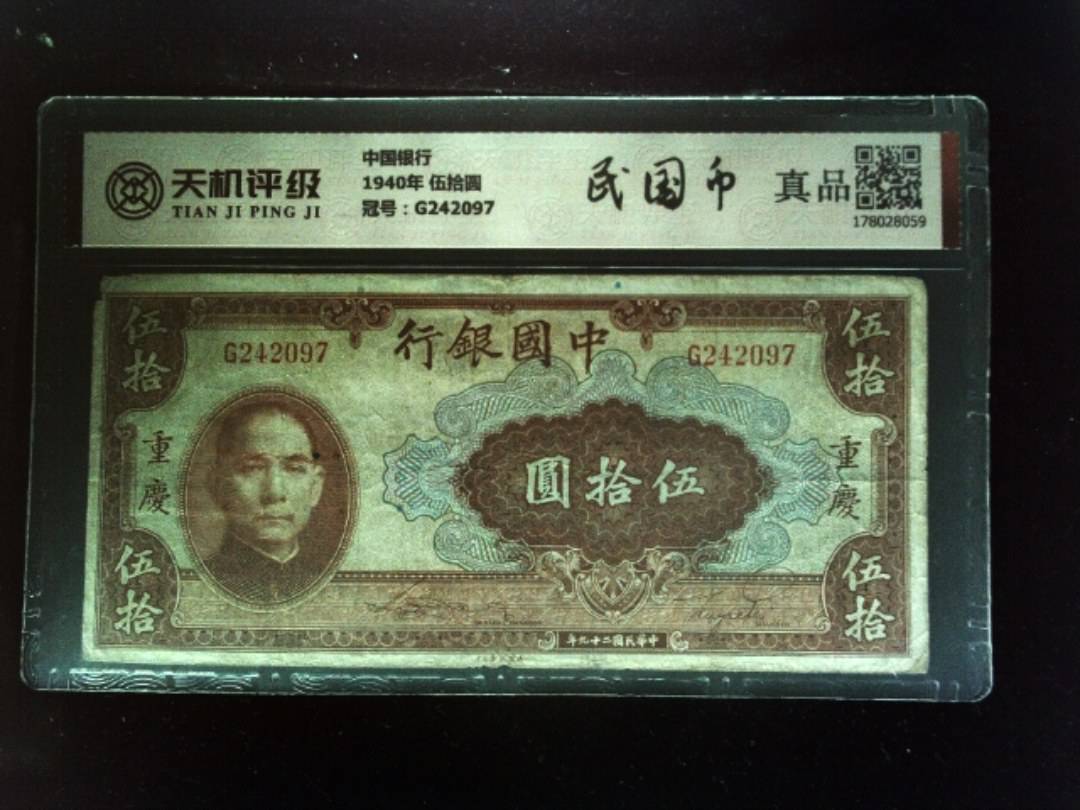 天机评级
TIAN JI PING JI
中国银行
1940年 伍拾圆
冠号：G242097
民国币
真品
178028059
伍拾
G242097
行銀國中
G242097
伍拾
重慶
圓拾伍
重慶
伍拾
伍拾
年九十二國民華中